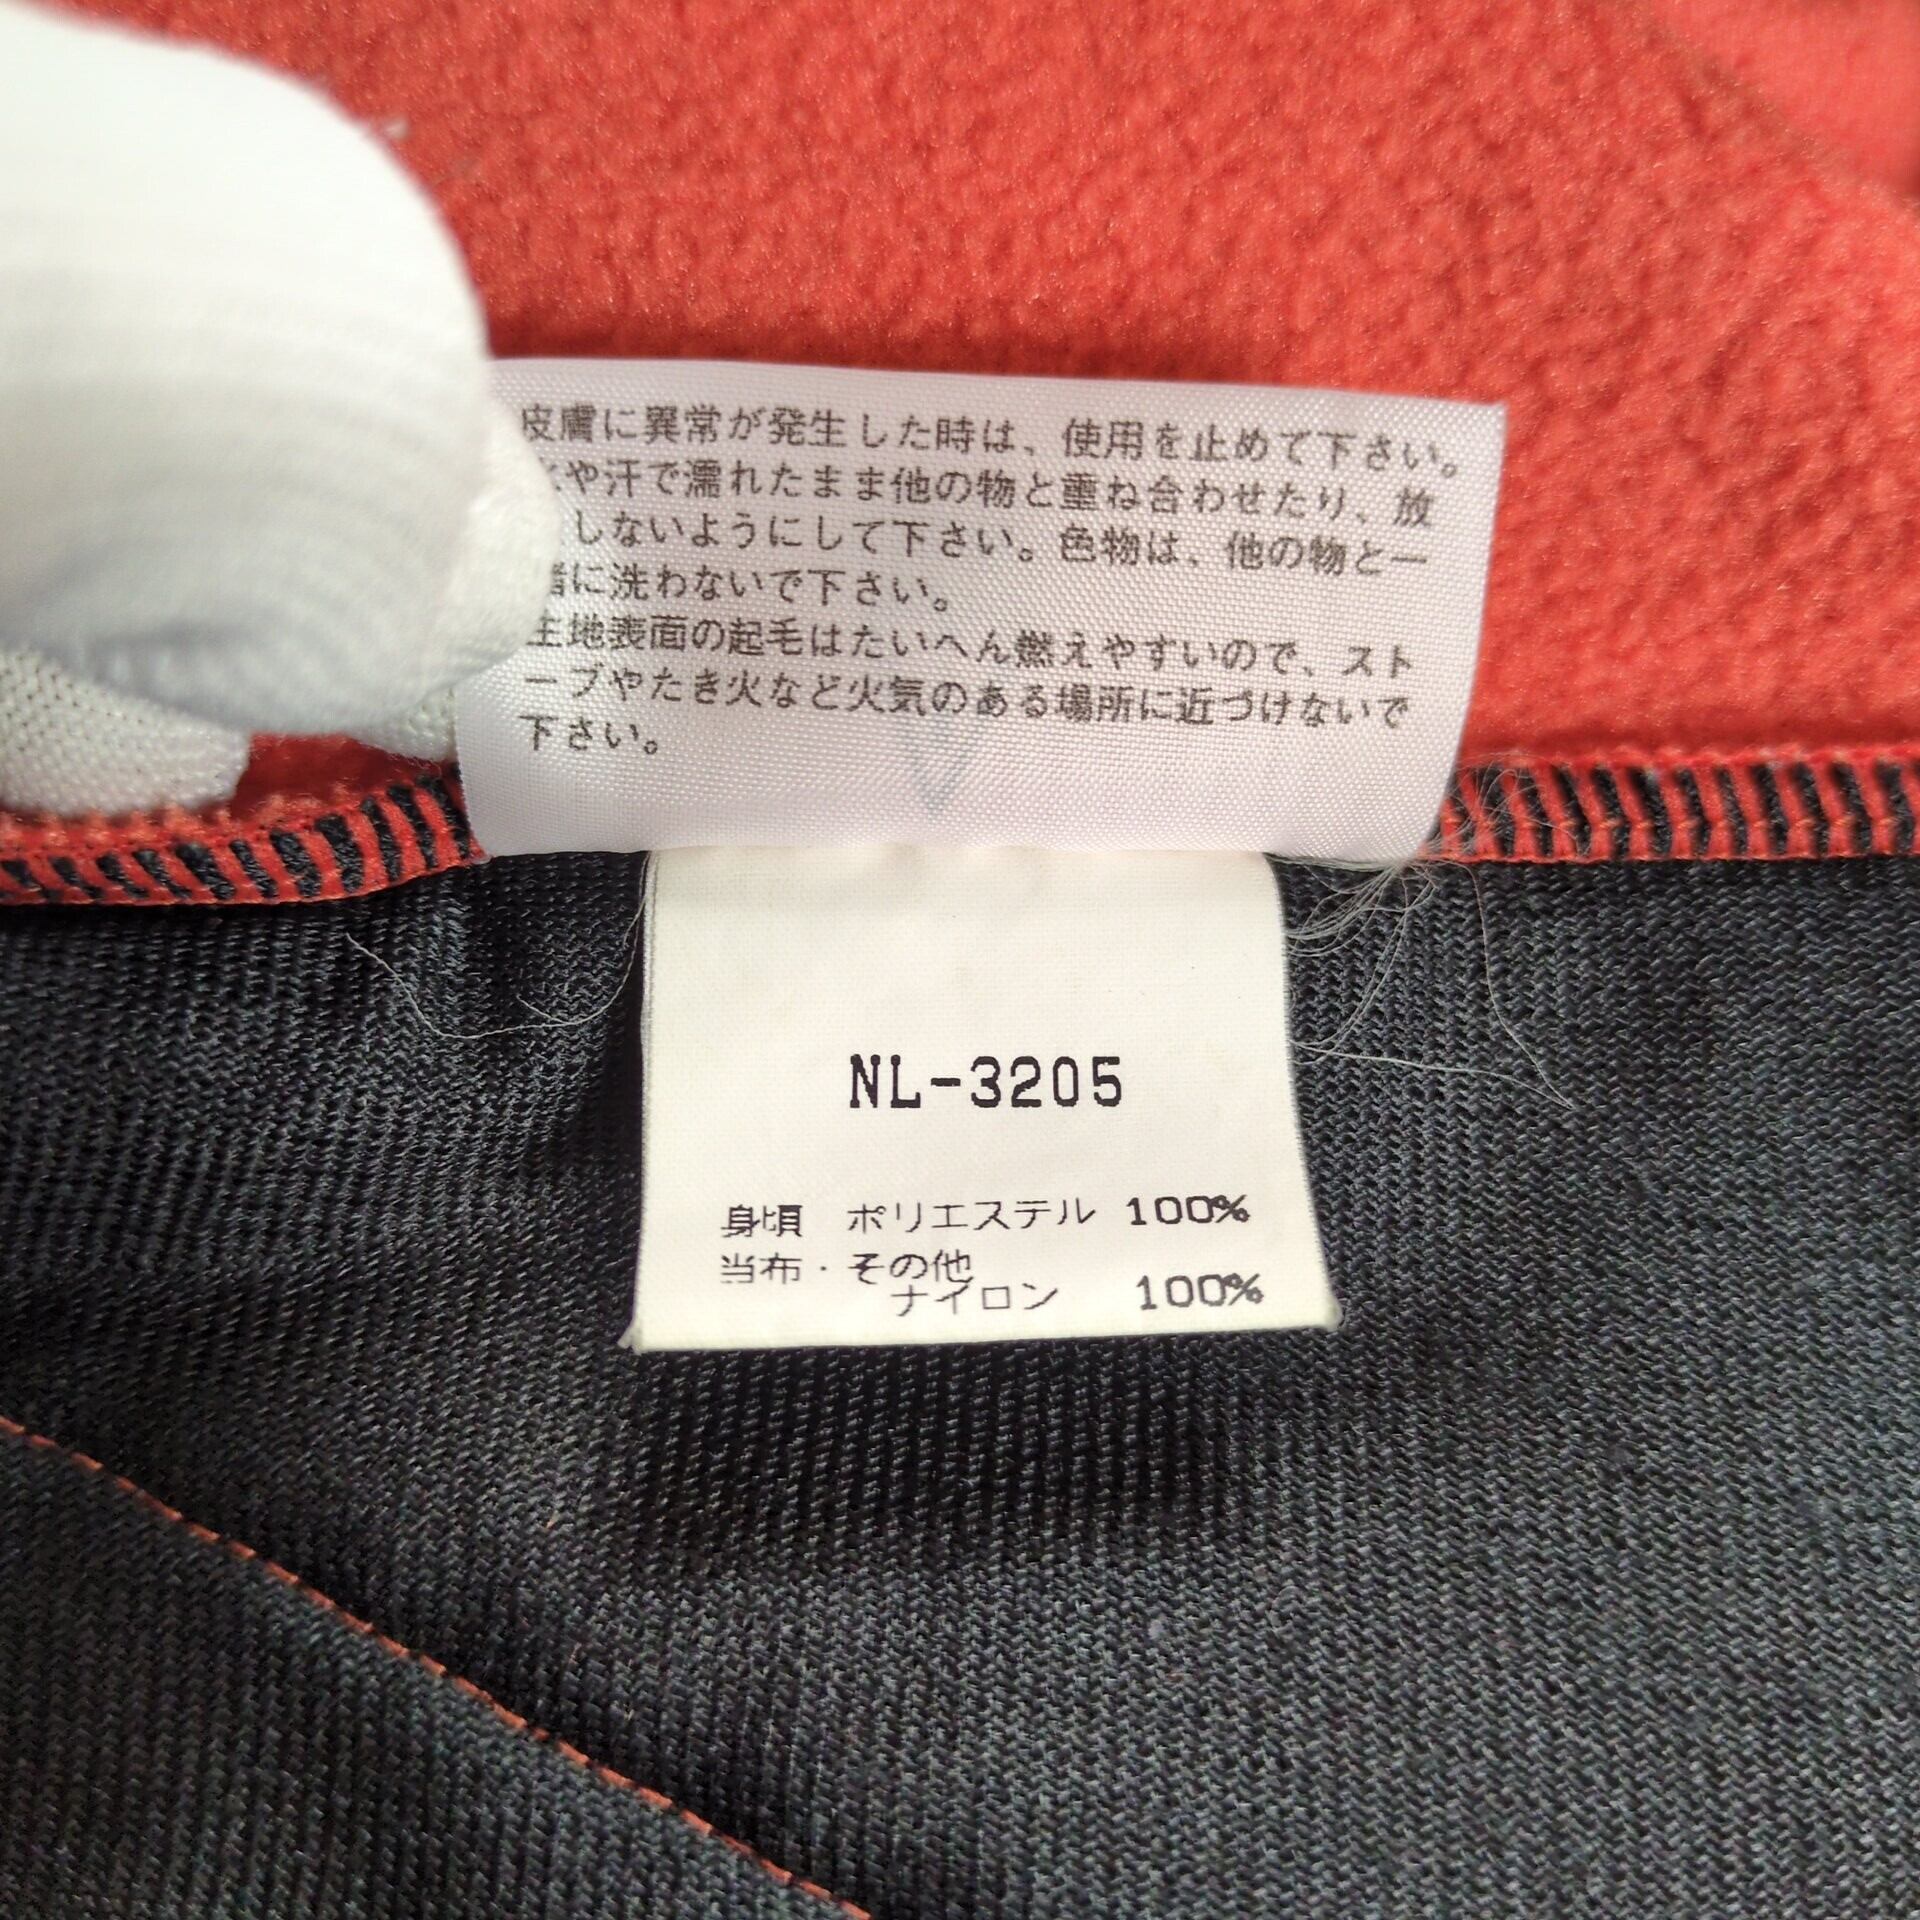 皮膚に異常が発生した時は、使用を止めて下さい。
や汗で濡れたまま他の物と重ね合わせたり、放
しないようにして下さい。色物は、他の物と一
緒に洗わないで下さい。
生地表面の起毛はたいへん燃えやすいので、スト
ーブやたき火など火気のある場所に近づけないで
下さい。
NL-3205
身頃 ポリエステル 100%
当布・その他
ナイロン 100%